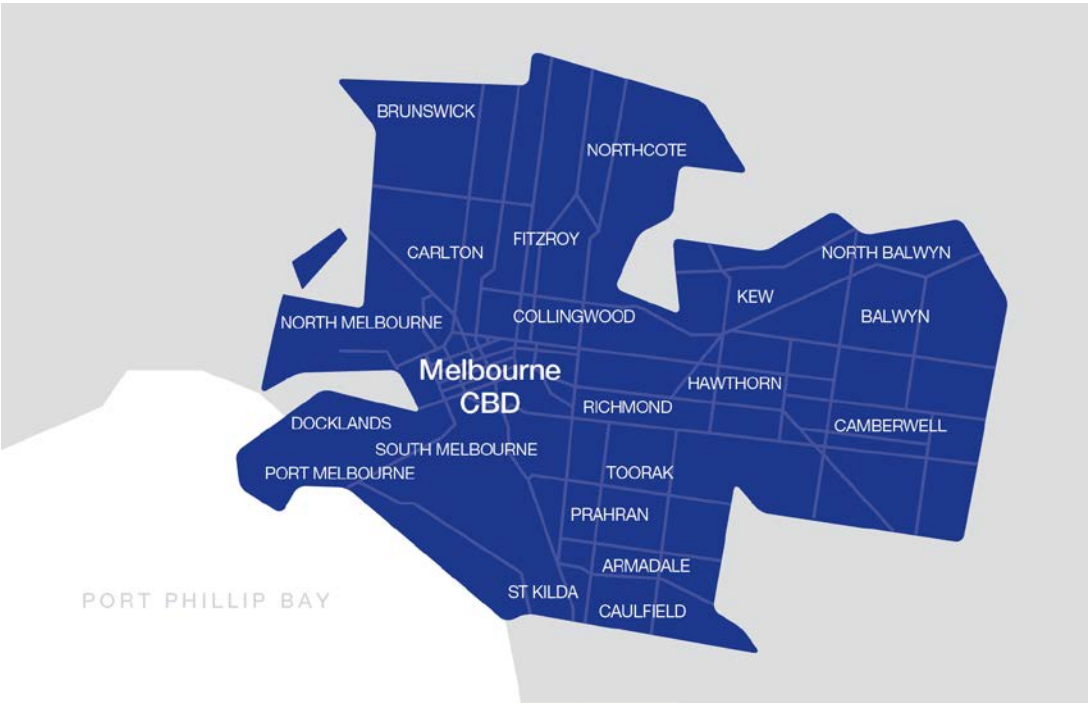 BRUNSWICK
NORTHCOTE
FITZROY
CARLTON
NORTH BALWYN
KEW
COLLINGWOOD
BALWYN
NORTH MELBOURNE
Melbourne
CBD
HAWTHORN
RICHMOND
DOCKLANDS
CAMBERWELL
SOUTH MELBOURNE
PORT MELBOURNE
TOORAK
PRAHRAN
ARMADALE
ST KILDA
CAULFIELD
PORT PHILLIP BAY